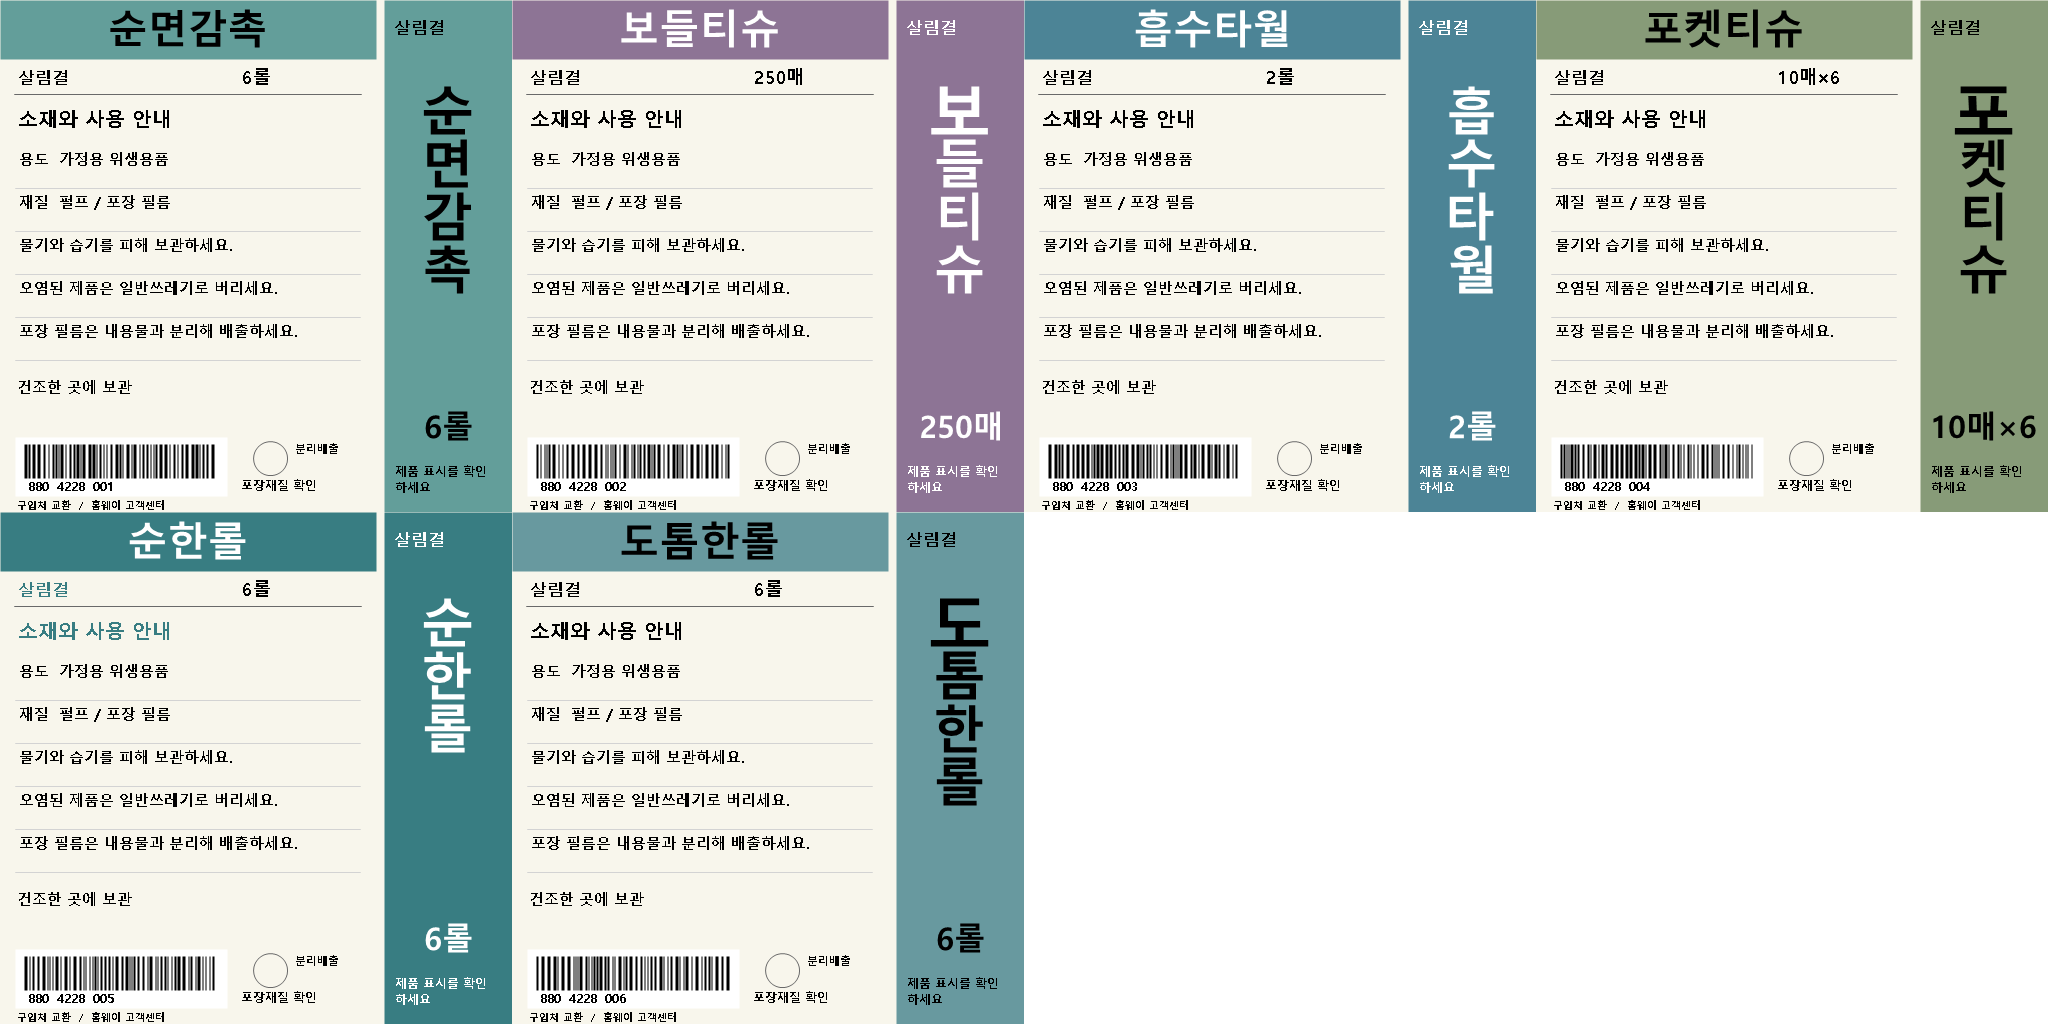 순면감촉
살림결 6롤
소재와 사용 안내
용도 가정용 위생용품
재질 펄프 / 포장 필름
물기와 습기를 피해 보관하세요.
오염된 제품은 일반쓰레기로 버리세요.
포장 필름은 내용물과 분리해 배출하세요.
건조한 곳에 보관
880 4228 001
분리배출
포장재질 확인
구입처 교환 / 홈웨이 고객센터
살림결
순면감촉
6롤
제품 표시를 확인
하세요
보들티슈
살림결 250매
소재와 사용 안내
용도 가정용 위생용품
재질 펄프 / 포장 필름
물기와 습기를 피해 보관하세요.
오염된 제품은 일반쓰레기로 버리세요.
포장 필름은 내용물과 분리해 배출하세요.
건조한 곳에 보관
880 4228 002
분리배출
포장재질 확인
구입처 교환 / 홈웨이 고객센터
살림결
보들티슈
250매
제품 표시를 확인
하세요
흡수타월
살림결 2롤
소재와 사용 안내
용도 가정용 위생용품
재질 펄프 / 포장 필름
물기와 습기를 피해 보관하세요.
오염된 제품은 일반쓰레기로 버리세요.
포장 필름은 내용물과 분리해 배출하세요.
건조한 곳에 보관
880 4228 003
분리배출
포장재질 확인
구입처 교환 / 홈웨이 고객센터
살림결
흡수타월
2롤
제품 표시를 확인
하세요
포켓티슈
살림결 10매×6
소재와 사용 안내
용도 가정용 위생용품
재질 펄프 / 포장 필름
물기와 습기를 피해 보관하세요.
오염된 제품은 일반쓰레기로 버리세요.
포장 필름은 내용물과 분리해 배출하세요.
건조한 곳에 보관
880 4228 004
분리배출
포장재질 확인
구입처 교환 / 홈웨이 고객센터
살림결
포켓티슈
10매×6
제품 표시를 확인
하세요
순한롤
살림결 6롤
소재와 사용 안내
용도 가정용 위생용품
재질 펄프 / 포장 필름
물기와 습기를 피해 보관하세요.
오염된 제품은 일반쓰레기로 버리세요.
포장 필름은 내용물과 분리해 배출하세요.
건조한 곳에 보관
880 4228 005
분리배출
포장재질 확인
구입처 교환 / 홈웨이 고객센터
살림결
순한롤
6롤
제품 표시를 확인
하세요
도톰한롤
살림결 6롤
소재와 사용 안내
용도 가정용 위생용품
재질 펄프 / 포장 필름
물기와 습기를 피해 보관하세요.
오염된 제품은 일반쓰레기로 버리세요.
포장 필름은 내용물과 분리해 배출하세요.
건조한 곳에 보관
880 4228 006
분리배출
포장재질 확인
구입처 교환 / 홈웨이 고객센터
살림결
도톰한롤
6롤
제품 표시를 확인
하세요